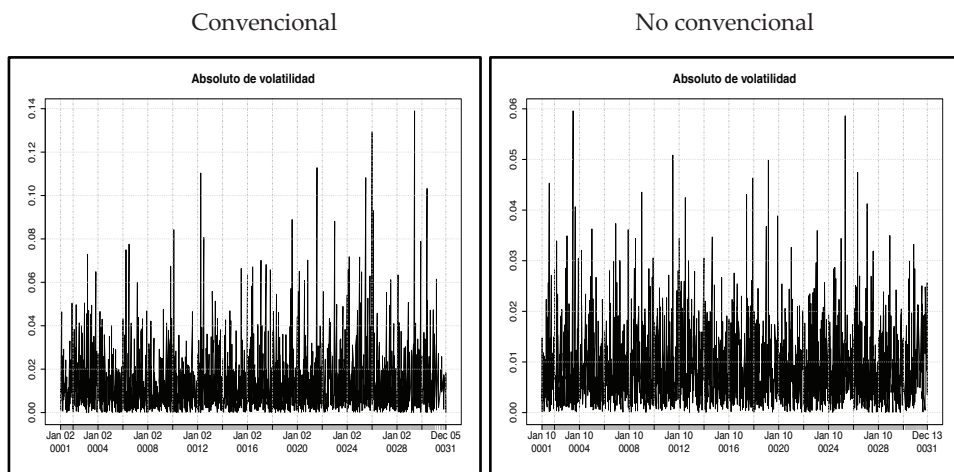 Convencional
No convencional
Absoluto de volatilidad
0.14
0.12
0.10
0.08
0.06
0.04
0.02
0.00
Jan 02 Jan 02 Jan 02 Jan 02 Jan 02 Jan 02 Jan 02 Jan 02 Dec 05
0001 0004 0008 0012 0016 0020 0024 0028 0031
Absoluto de volatilidad
0.06
0.05
0.04
0.03
0.02
0.01
0.00
Jan 10 Jan 10 Jan 10 Jan 10 Jan 10 Jan 10 Jan 10 Jan 10 Dec 13
0001 0004 0008 0012 0016 0020 0024 0028 0031